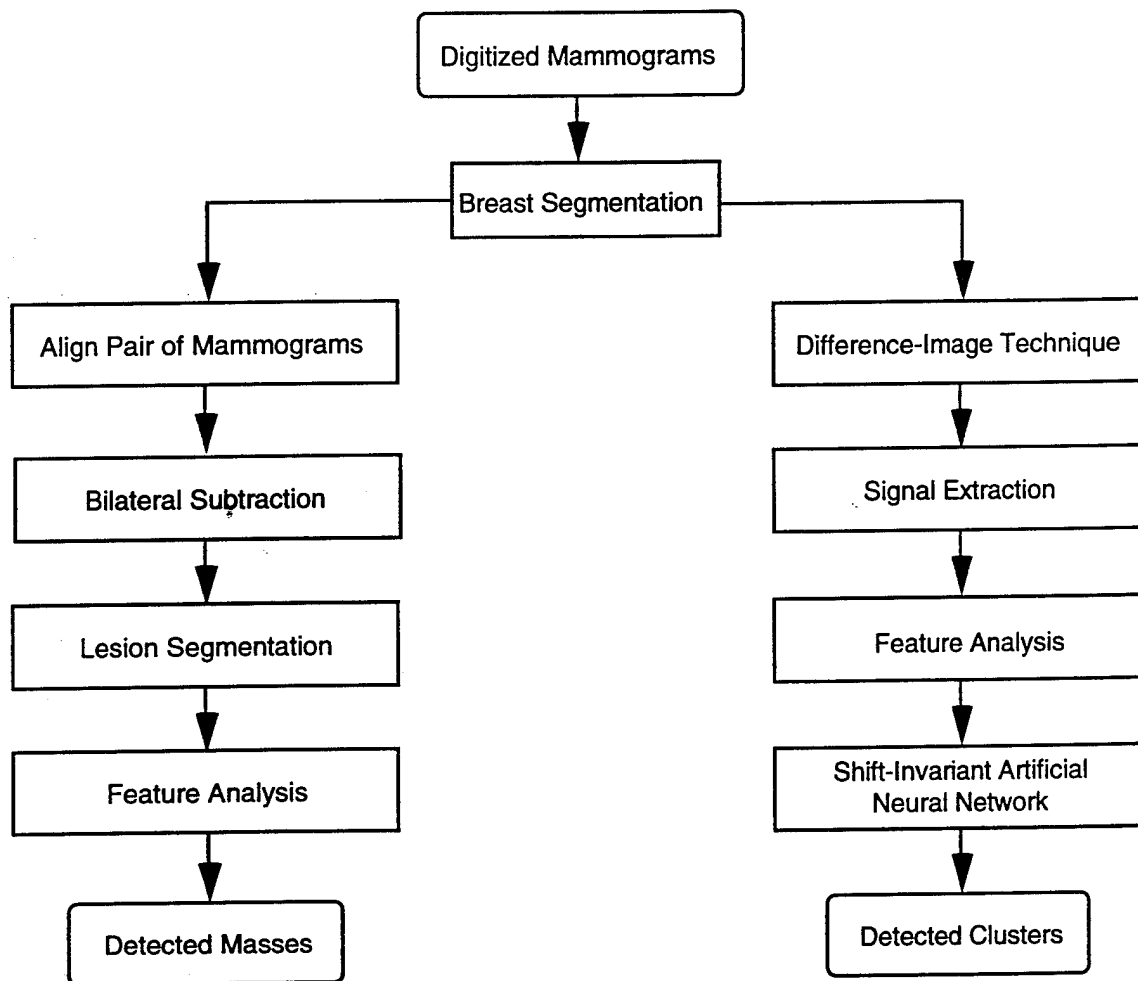 Digitized Mammograms
Breast Segmentation
Align Pair of Mammograms
Bilateral Subtraction
Lesion Segmentation
Feature Analysis
Detected Masses
Difference-Image Technique
Signal Extraction
Feature Analysis
Shift-Invariant Artificial
Neural Network
Detected Clusters